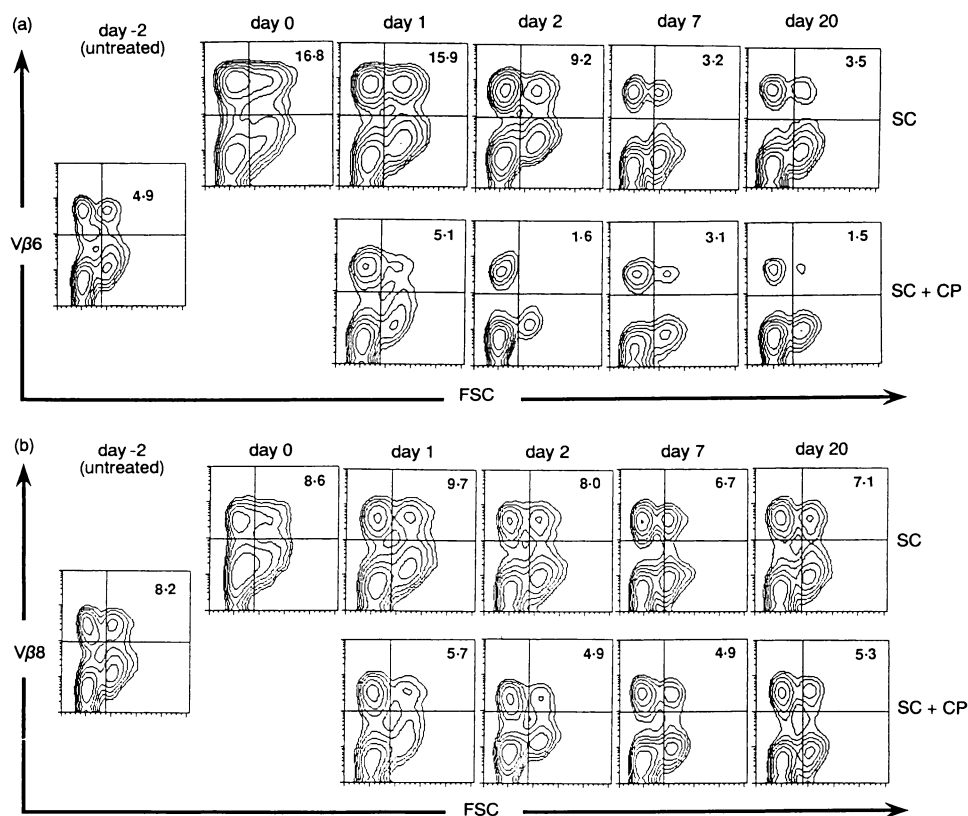 (a)
day -2
(untreated)
day 0
day 1
day 2
day 7
day 20
16·8
15·9
9·2
3·2
3·5
SC
4·9
Vβ6
5·1
1·6
3·1
1·5
SC + CP
FSC
(b)
day -2
(untreated)
day 0
day 1
day 2
day 7
day 20
8·6
9·7
8·0
6·7
7·1
SC
8·2
Vβ8
5·7
4·9
4·9
5·3
SC + CP
FSC